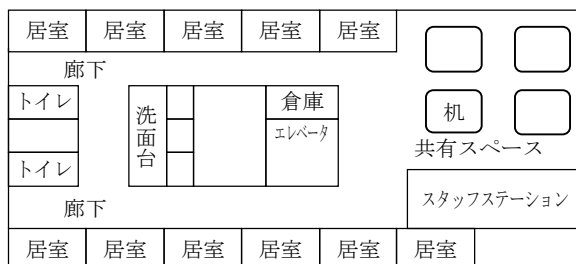 居室 居室 居室 居室 居室
廊下
トイレ
洗面台
倉庫
エレベータ
机
共有スペース
トイレ
スタッフステーション
廊下
居室 居室 居室 居室 居室 居室